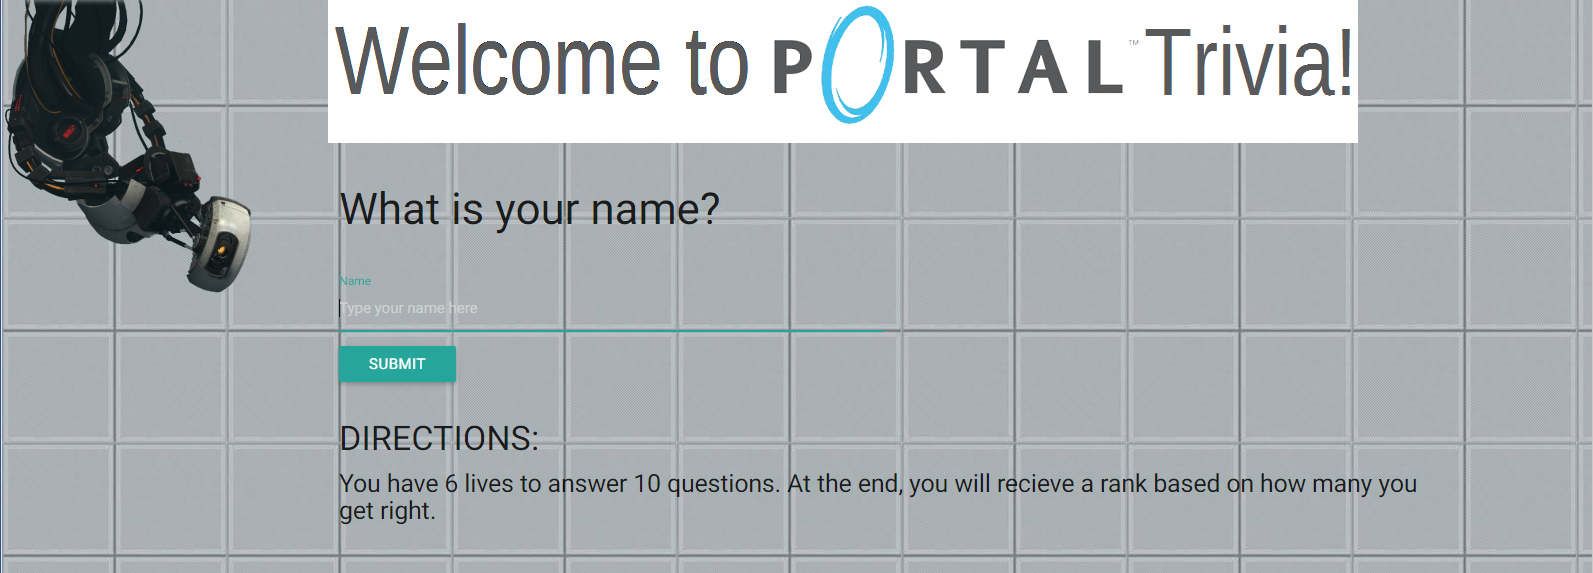 Welcome to PORTAL™ Trivia!
What is your name?
Name
Type your name here
SUBMIT
DIRECTIONS:
You have 6 lives to answer 10 questions. At the end, you will recieve a rank based on how many you
get right.